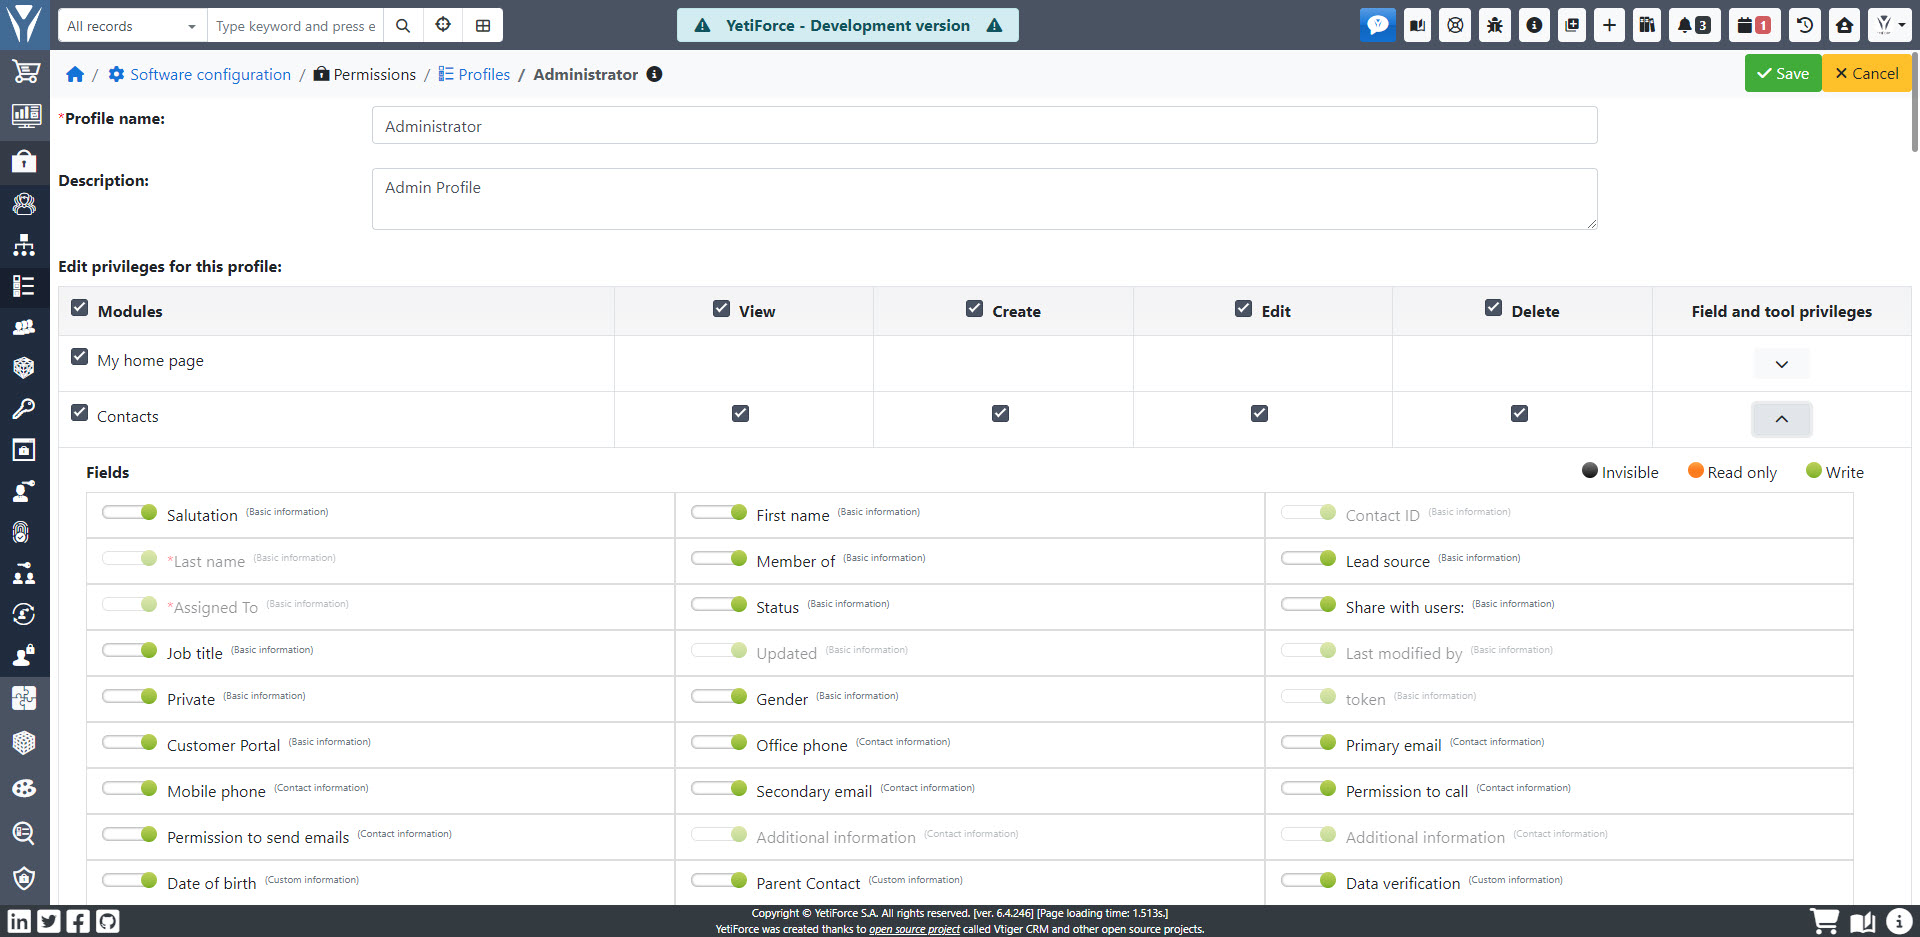 All records
Type keyword and press e
YetiForce - Development version
3
1
/ Software configuration / Permissions / Profiles / Administrator
Save
Cancel
*Profile name:
Administrator
Description:
Admin Profile
Edit privileges for this profile:
Modules View Create Edit Delete Field and tool privileges
My home page
Contacts
Fields
Invisible Read only Write
Salutation (Basic information) First name (Basic information) Contact ID (Basic information)
*Last name (Basic information) Member of (Basic information) Lead source (Basic information)
*Assigned To (Basic information) Status (Basic information) Share with users: (Basic information)
Job title (Basic information) Updated (Basic information) Last modified by (Basic information)
Private (Basic information) Gender (Basic information) token (Basic information)
Customer Portal (Basic information) Office phone (Contact information) Primary email (Contact information)
Mobile phone (Contact information) Secondary email (Contact information) Permission to call (Contact information)
Permission to send emails (Contact information) Additional information (Contact information) Additional information (Contact information)
Date of birth (Custom information) Parent Contact (Custom information) Data verification (Custom information)
Copyright © YetiForce S.A. All rights reserved. [ver. 6.4.246] [Page loading time: 1.513s.]
YetiForce was created thanks to open source project called Vtiger CRM and other open source projects.